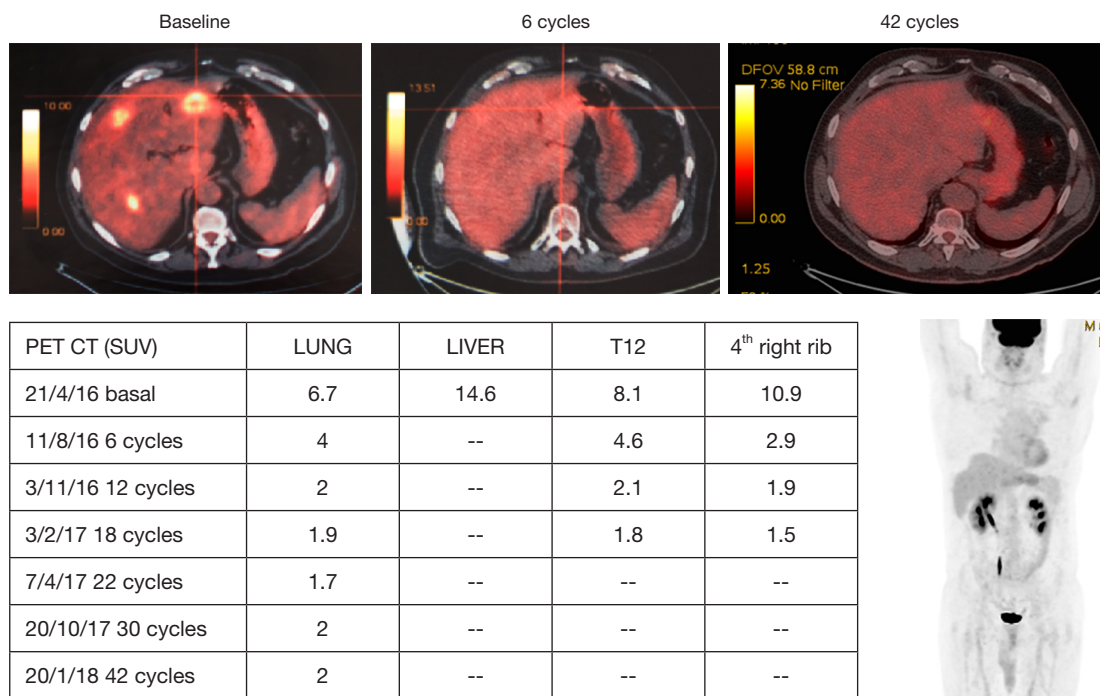 Baseline 6 cycles 42 cycles
10.00
0.00
13.51
0.00
DFOV 58.8 cm
7.36 No Filter
0.00
1.25
PET CT (SUV) LUNG LIVER T12 4th right rib
21/4/16 basal 6.7 14.6 8.1 10.9
11/8/16 6 cycles 4 -- 4.6 2.9
3/11/16 12 cycles 2 -- 2.1 1.9
3/2/17 18 cycles 1.9 -- 1.8 1.5
7/4/17 22 cycles 1.7 -- -- --
20/10/17 30 cycles 2 -- -- --
20/1/18 42 cycles 2 -- -- --
M